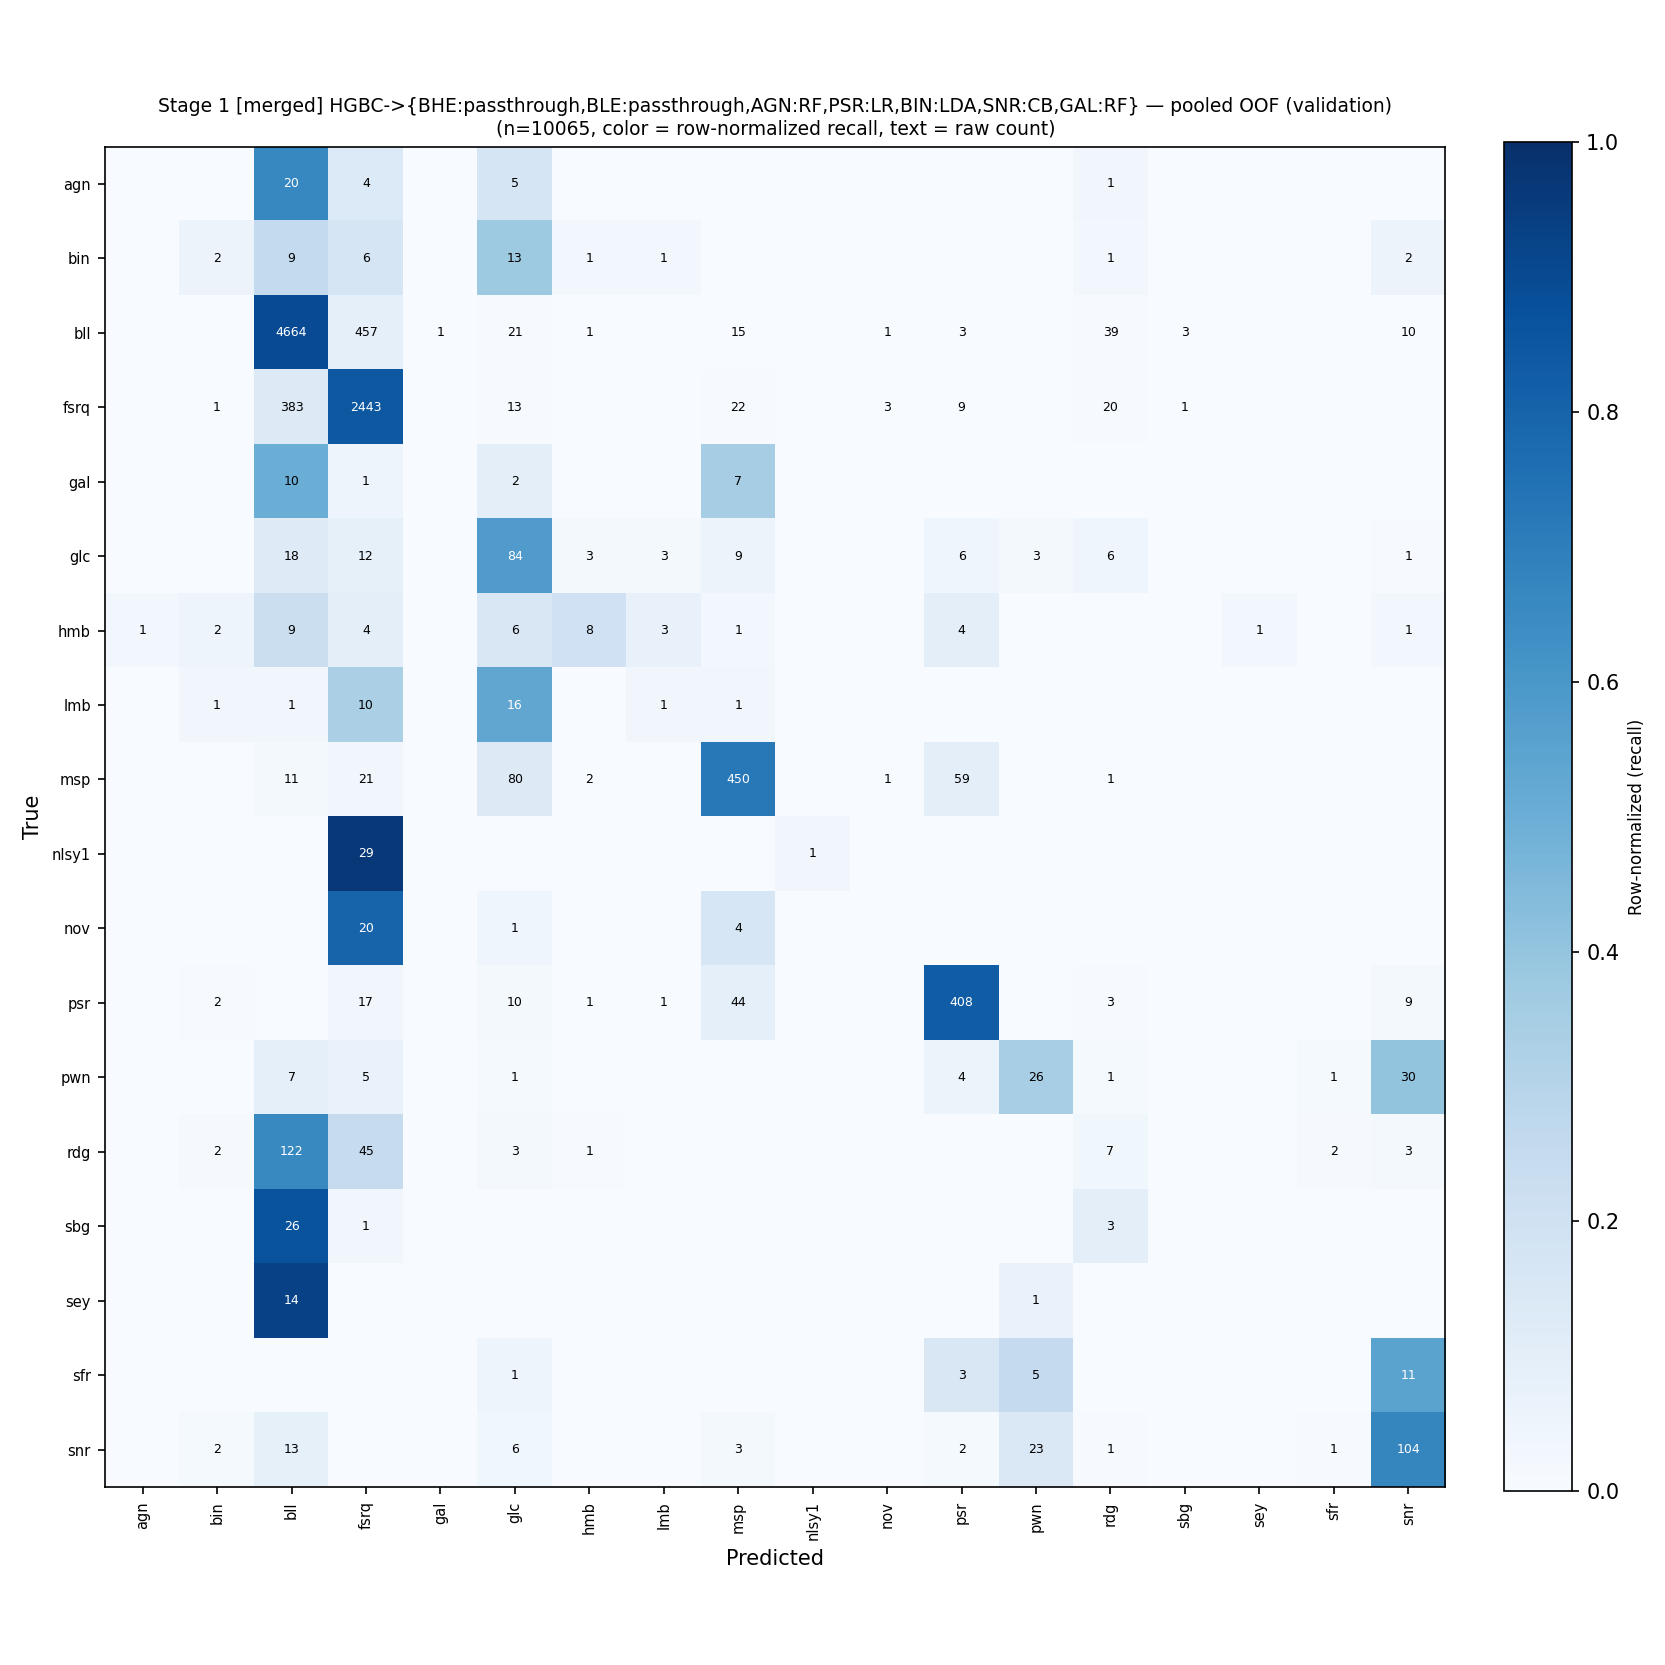 Stage 1 [merged] HGBC->{BHE:passthrough,BLE:passthrough,AGN:RF,PSR:LR,BIN:LDA,SNR:CB,GAL:RF} — pooled OOF (validation)
(n=10065, color = row-normalized recall, text = raw count)
agn 20 4 5 1
bin 2 9 6 13 1 1 1 2
bll 4664 457 1 21 1 15 1 3 39 3 10
fsrq 1 383 2443 13 22 3 9 20 1
gal 10 1 2 7
glc 18 12 84 3 3 9 6 3 6 1
hmb 1 2 9 4 6 8 3 1 4 1 1
lmb 1 1 10 16 1 1
msp 11 21 80 2 450 1 59 1
nlsy1 29 1
nov 20 1 4
psr 2 17 10 1 1 44 408 3 9
pwn 7 5 1 4 26 1 1 30
rdg 2 122 45 3 1 7 2 3
sbg 26 1 3
sey 14 1
sfr 1 3 5 11
snr 2 13 6 3 2 23 1 1 104
agn bin bll fsrq gal glc hmb lmb msp nlsy1 nov psr pwn rdg sbg sey sfr snr
Predicted
True
1.0
0.8
0.6
0.4
0.2
0.0
Row-normalized (recall)